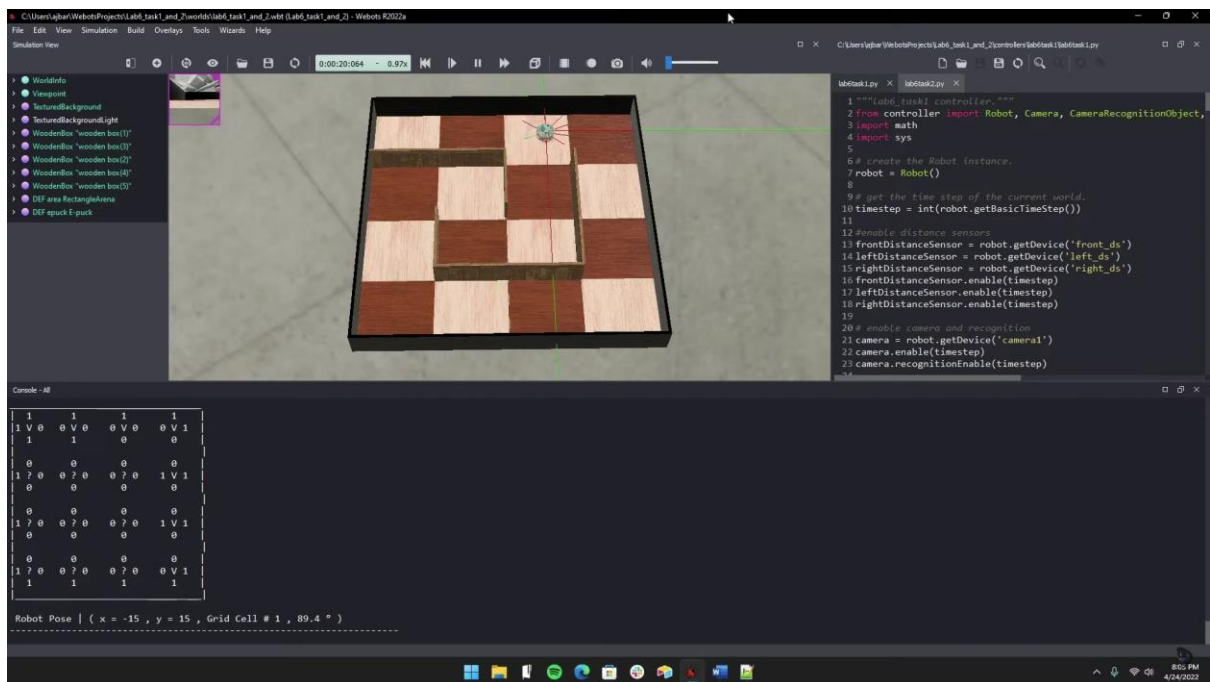 C:\Users\ajbar\WebotsProjects\Lab6_task1_and_2\worlds\lab6_task1_and_2.wbt (Lab6_task1_and_2) - Webots R2022a
File Edit View Simulation Build Overlays Tools Wizards Help
Simulation View
0:00:20:064 - 0.97x
WorldInfo
Viewpoint
TexturedBackground
TexturedBackgroundLight
WoodenBox "wooden box(1)"
WoodenBox "wooden box(3)"
WoodenBox "wooden box(2)"
WoodenBox "wooden box(4)"
WoodenBox "wooden box(5)"
DEF area RectangleArena
DEF epuck E-puck
C:\Users\ajbar\WebotsProjects\Lab6_task1_and_2\controllers\lab6task1\lab6task1.py
lab6task1.py × lab6task2.py ×
1 """lab6_task1 controller."""
2 from controller import Robot, Camera, CameraRecognitionObject,
3 import math
4 import sys
5
6 # create the Robot instance.
7 robot = Robot()
8
9 # get the time step of the current world.
10 timestep = int(robot.getBasicTimeStep())
11
12 #enable distance sensors
13 frontDistanceSensor = robot.getDevice('front_ds')
14 leftDistanceSensor = robot.getDevice('left_ds')
15 rightDistanceSensor = robot.getDevice('right_ds')
16 frontDistanceSensor.enable(timestep)
17 leftDistanceSensor.enable(timestep)
18 rightDistanceSensor.enable(timestep)
19
20 # enable camera and recognition
21 camera = robot.getDevice('camera1')
22 camera.enable(timestep)
23 camera.recognitionEnable(timestep)
Console - All
| 1 1 1 1 |
|1 V 0 0 V 0 0 V 0 0 V 1 |
| 1 1 0 0 |
| |
| 0 0 0 0 |
|1 ? 0 0 ? 0 0 ? 0 1 V 1 |
| 0 0 0 0 |
| |
| 0 0 0 0 |
|1 ? 0 0 ? 0 0 ? 0 1 V 1 |
| 0 0 0 0 |
| |
| 0 0 0 0 |
|1 ? 0 0 ? 0 0 ? 0 0 V 1 |
| 1 1 1 1 |
Robot Pose | ( x = -15 , y = 15 , Grid Cell # 1 , 89.4 ° )
--------------------------------------------------------------------
8:05 PM
4/24/2022